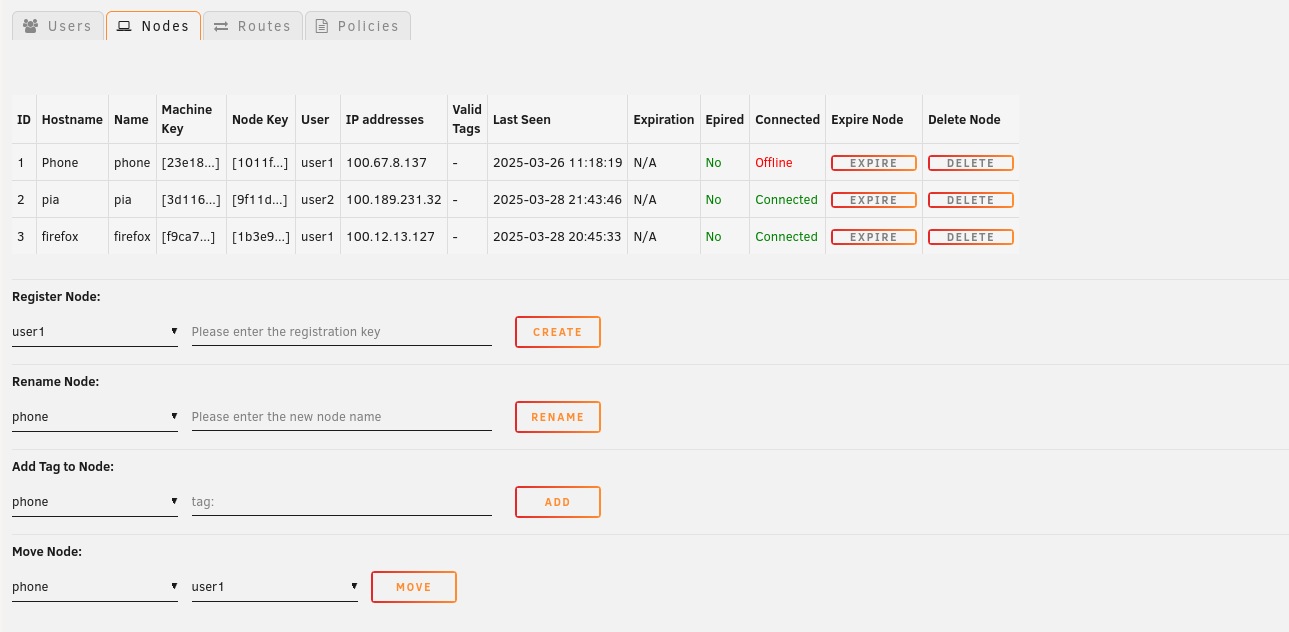 Users Nodes Routes Policies
ID Hostname Name Machine Key Node Key User IP addresses Valid Tags Last Seen Expiration Epired Connected Expire Node Delete Node
1 Phone phone [23e18...] [1011f...] user1 100.67.8.137 - 2025-03-26 11:18:19 N/A No Offline EXPIRE DELETE
2 pia pia [3d116...] [9f11d...] user2 100.189.231.32 - 2025-03-28 21:43:46 N/A No Connected EXPIRE DELETE
3 firefox firefox [f9ca7...] [1b3e9...] user1 100.12.13.127 - 2025-03-28 20:45:33 N/A No Connected EXPIRE DELETE
Register Node:
user1 Please enter the registration key CREATE
Rename Node:
phone Please enter the new node name RENAME
Add Tag to Node:
phone tag: ADD
Move Node:
phone user1 MOVE